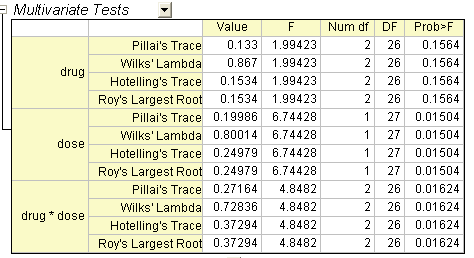 Multivariate Tests
Value F Num df DF Prob>F
drug
Pillai's Trace 0.133 1.99423 2 26 0.1564
Wilks' Lambda 0.867 1.99423 2 26 0.1564
Hotelling's Trace 0.1534 1.99423 2 26 0.1564
Roy's Largest Root 0.1534 1.99423 2 26 0.1564
dose
Pillai's Trace 0.19986 6.74428 1 27 0.01504
Wilks' Lambda 0.80014 6.74428 1 27 0.01504
Hotelling's Trace 0.24979 6.74428 1 27 0.01504
Roy's Largest Root 0.24979 6.74428 1 27 0.01504
drug * dose
Pillai's Trace 0.27164 4.8482 2 26 0.01624
Wilks' Lambda 0.72836 4.8482 2 26 0.01624
Hotelling's Trace 0.37294 4.8482 2 26 0.01624
Roy's Largest Root 0.37294 4.8482 2 26 0.01624